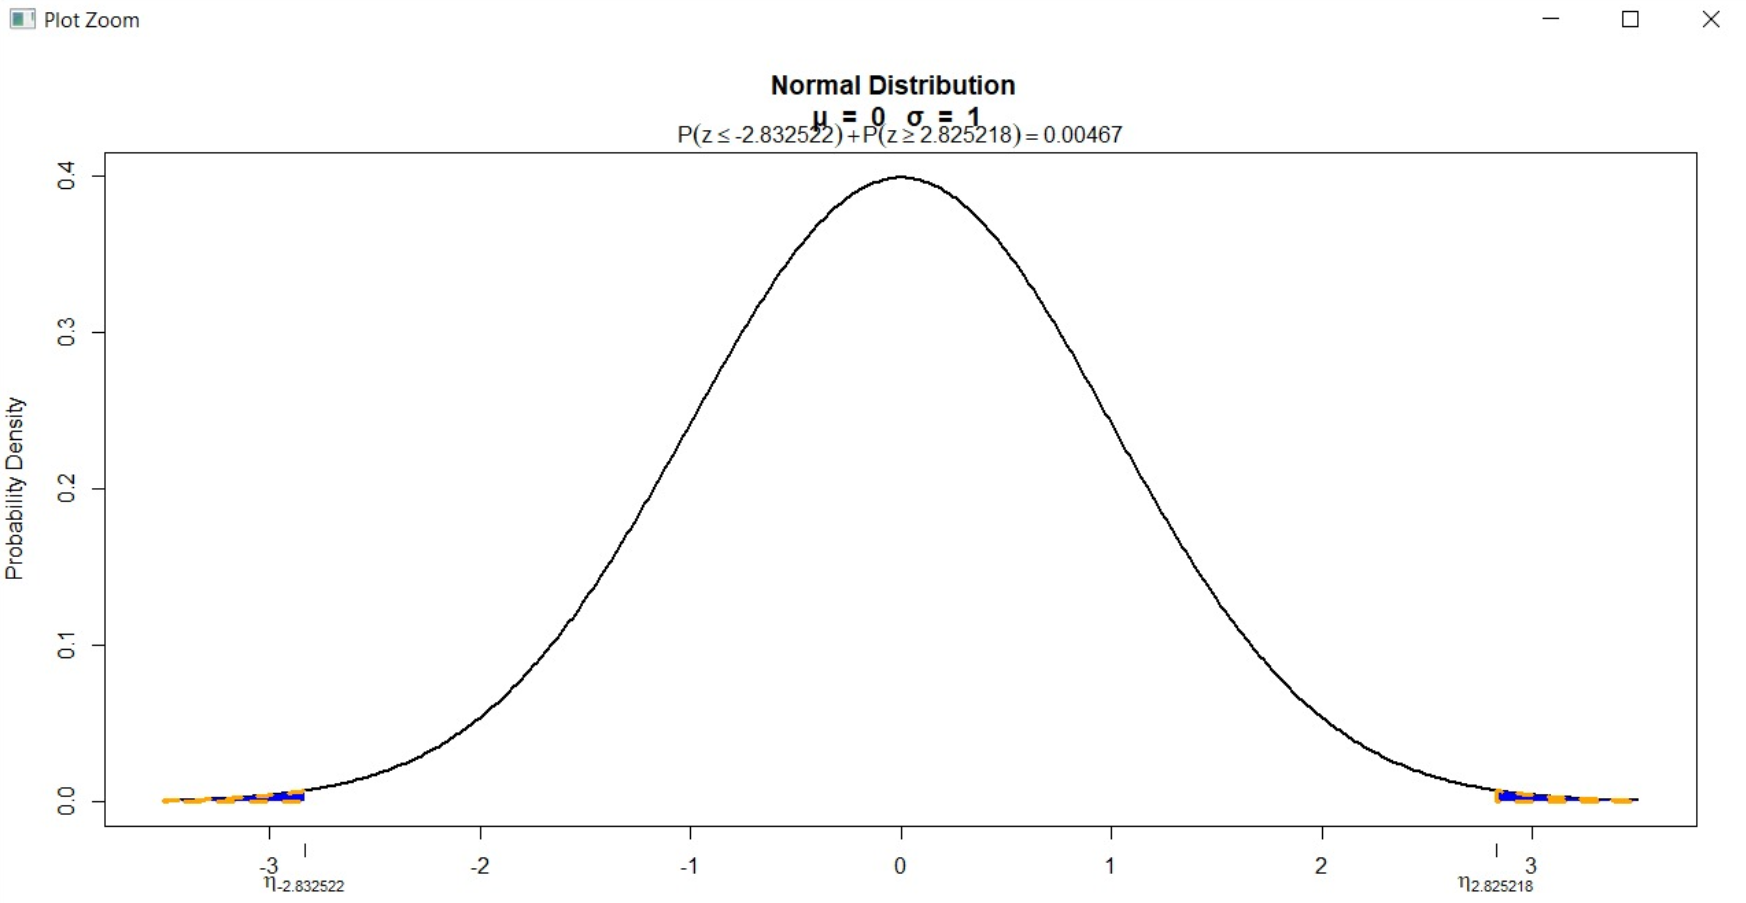 Plot Zoom
Normal Distribution
μ = 0 σ = 1
P(z ≤ -2.832522) + P(z ≥ 2.825218) = 0.00467
Probability Density
0.4
0.3
0.2
0.1
0.0
-3 -2 -1 0 1 2 3
η-2.832522 η2.825218